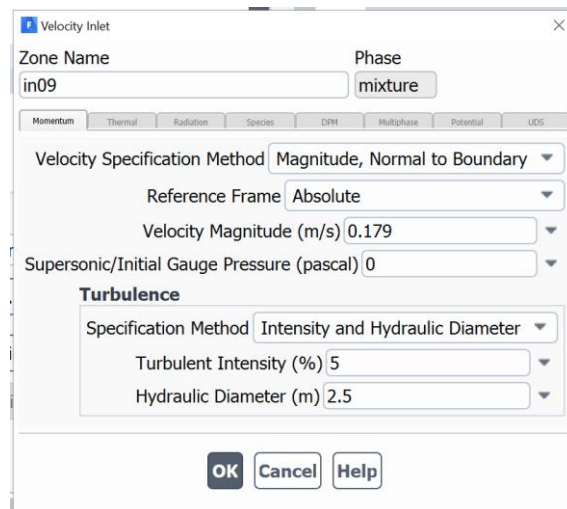 Velocity Inlet
Zone Name Phase
in09 mixture
Momentum Thermal Radiation Species DPM Multiphase Potential UDS
Velocity Specification Method Magnitude, Normal to Boundary
Reference Frame Absolute
Velocity Magnitude (m/s) 0.179
Supersonic/Initial Gauge Pressure (pascal) 0
Turbulence
Specification Method Intensity and Hydraulic Diameter
Turbulent Intensity (%) 5
Hydraulic Diameter (m) 2.5
OK Cancel Help